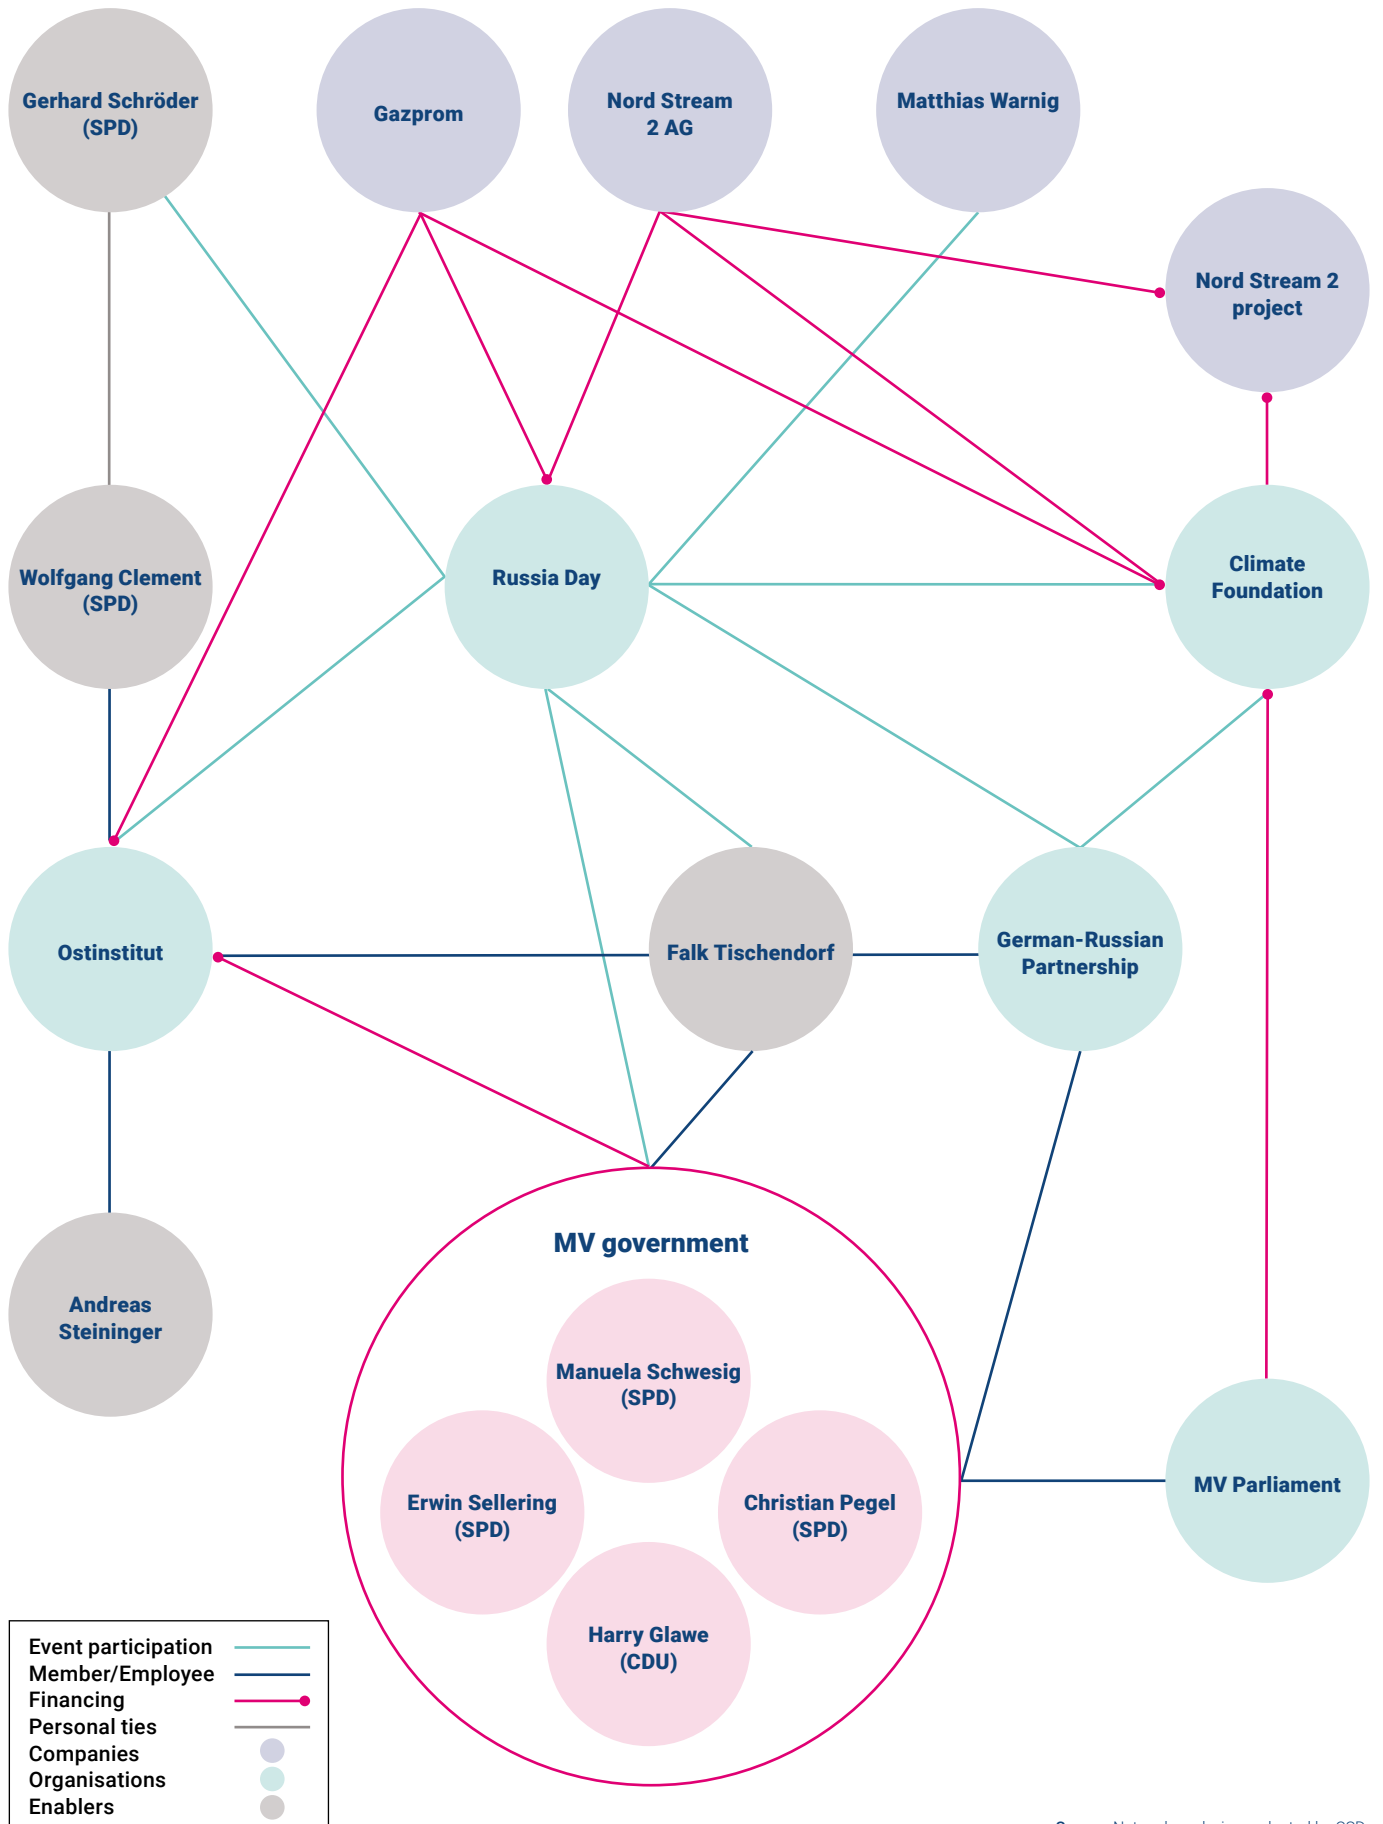 Gerhard Schröder
(SPD)
Gazprom
Nord Stream
2 AG
Matthias Warnig
Nord Stream 2
project
Wolfgang Clement
(SPD)
Russia Day
Climate
Foundation
Ostinstitut
Falk Tischendorf
German-Russian
Partnership
MV government
Andreas
Steininger
Manuela Schwesig
(SPD)
Erwin Sellering
(SPD)
Christian Pegel
(SPD)
MV Parliament
Harry Glawe
(CDU)
Event participation
Member/Employee
Financing
Personal ties
Companies
Organisations
Enablers